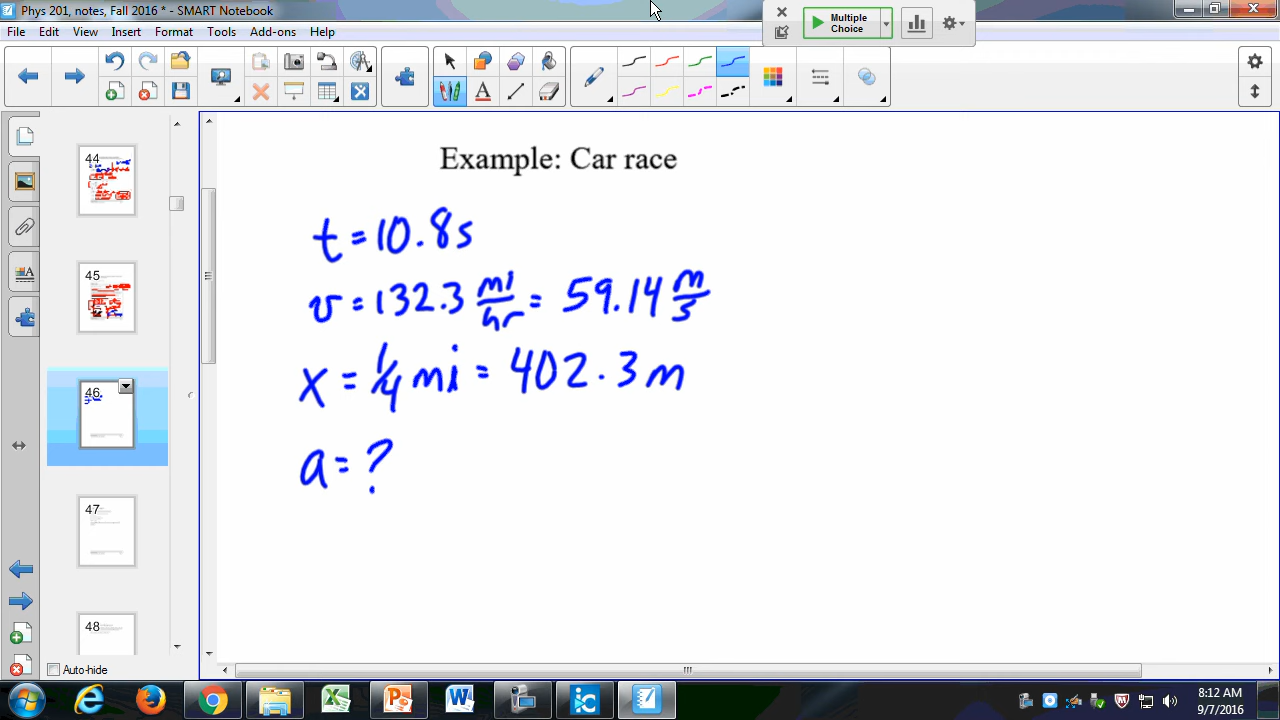 Phys 201, notes, Fall 2016 * - SMART Notebook
Multiple
Choice
File Edit View Insert Format Tools Add-ons Help
44
45
46
47
48
Auto-hide
Example: Car race
t = 10.8s
v = 132.3 mi/hr = 59.14 m/s
x = 1/4 mi = 402.3 m
a = ?
8:12 AM
9/7/2016